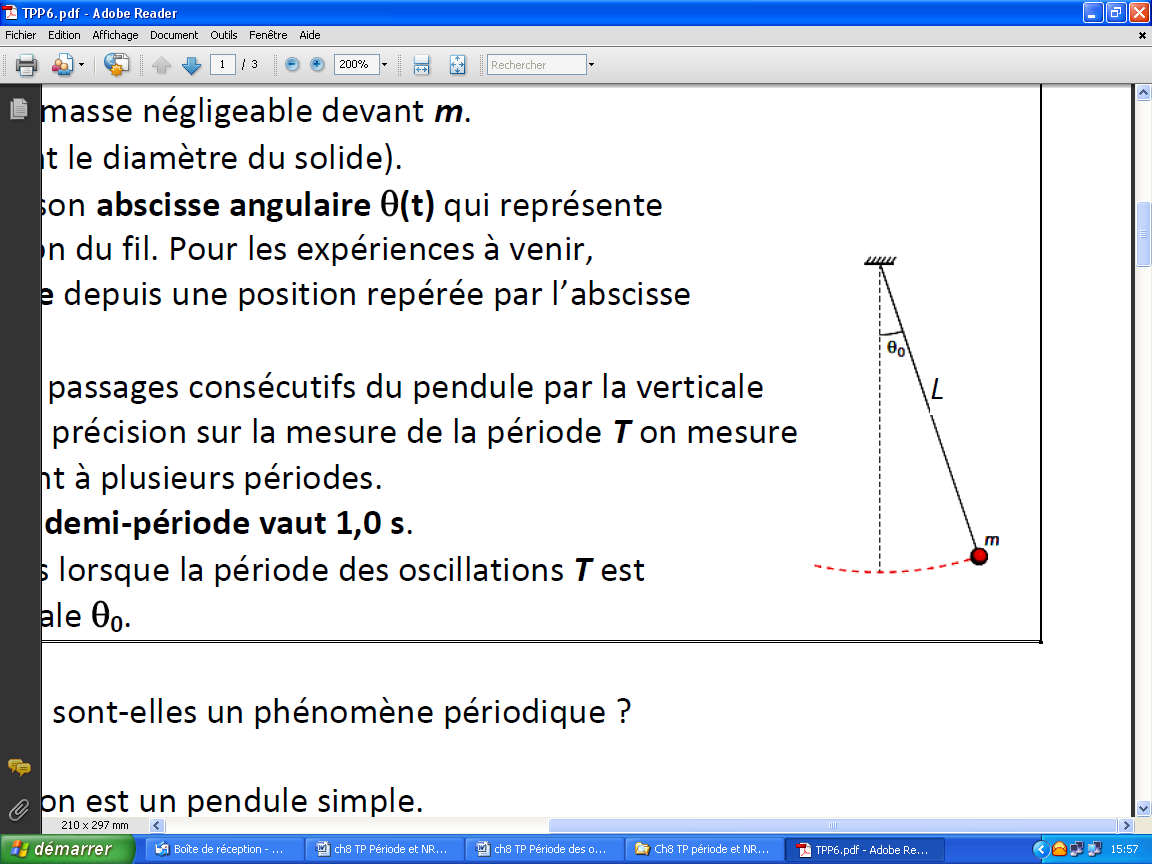 TPP6.pdf - Adobe Reader
Fichier Edition Affichage Document Outils Fenêtre Aide
1 / 3 200% Rechercher
masse négligeable devant m.
t le diamètre du solide).
son abscisse angulaire θ(t) qui représente
n du fil. Pour les expériences à venir,
e depuis une position repérée par l'abscisse
θ0
passages consécutifs du pendule par la verticale
L
précision sur la mesure de la période T on mesure
nt à plusieurs périodes.
demi-période vaut 1,0 s.
m
s lorsque la période des oscillations T est
ale θ0.
sont-elles un phénomène périodique ?
on est un pendule simple.
210 x 297 mm
démarrer Boîte de réception - ... ch8 TP Période et NR... ch8 TP Période des o... Ch8 TP période et NR... TPP6.pdf - Adobe Re... 15:57